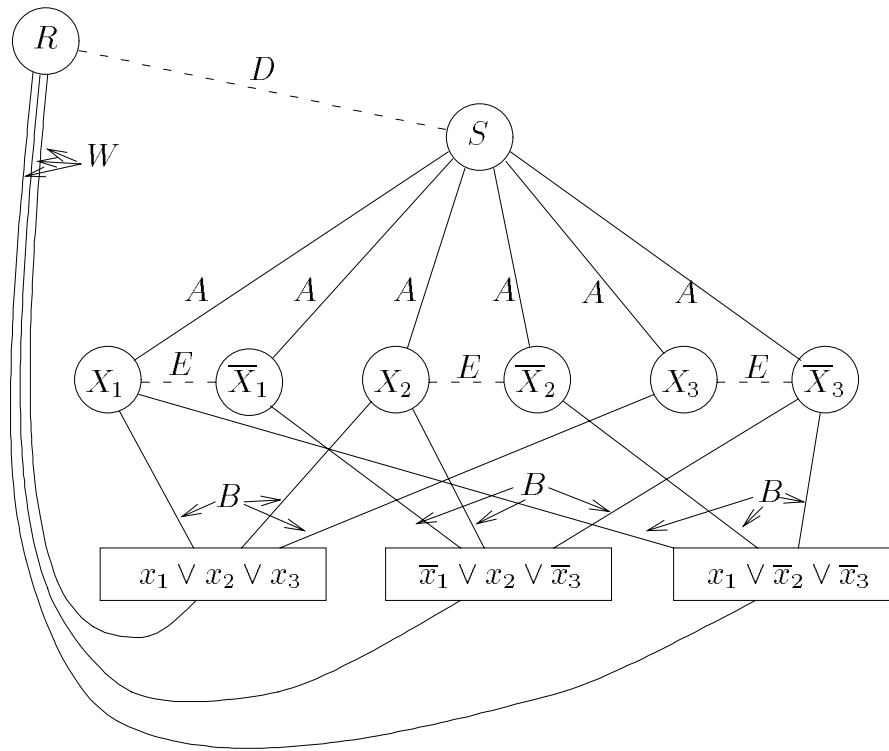 R
D
S
W
A A A A A A
X₁ E X̅₁ X₂ E X̅₂ X₃ E X̅₃
B B B
x₁ ∨ x₂ ∨ x₃ x̅₁ ∨ x₂ ∨ x̅₃ x₁ ∨ x̅₂ ∨ x̅₃